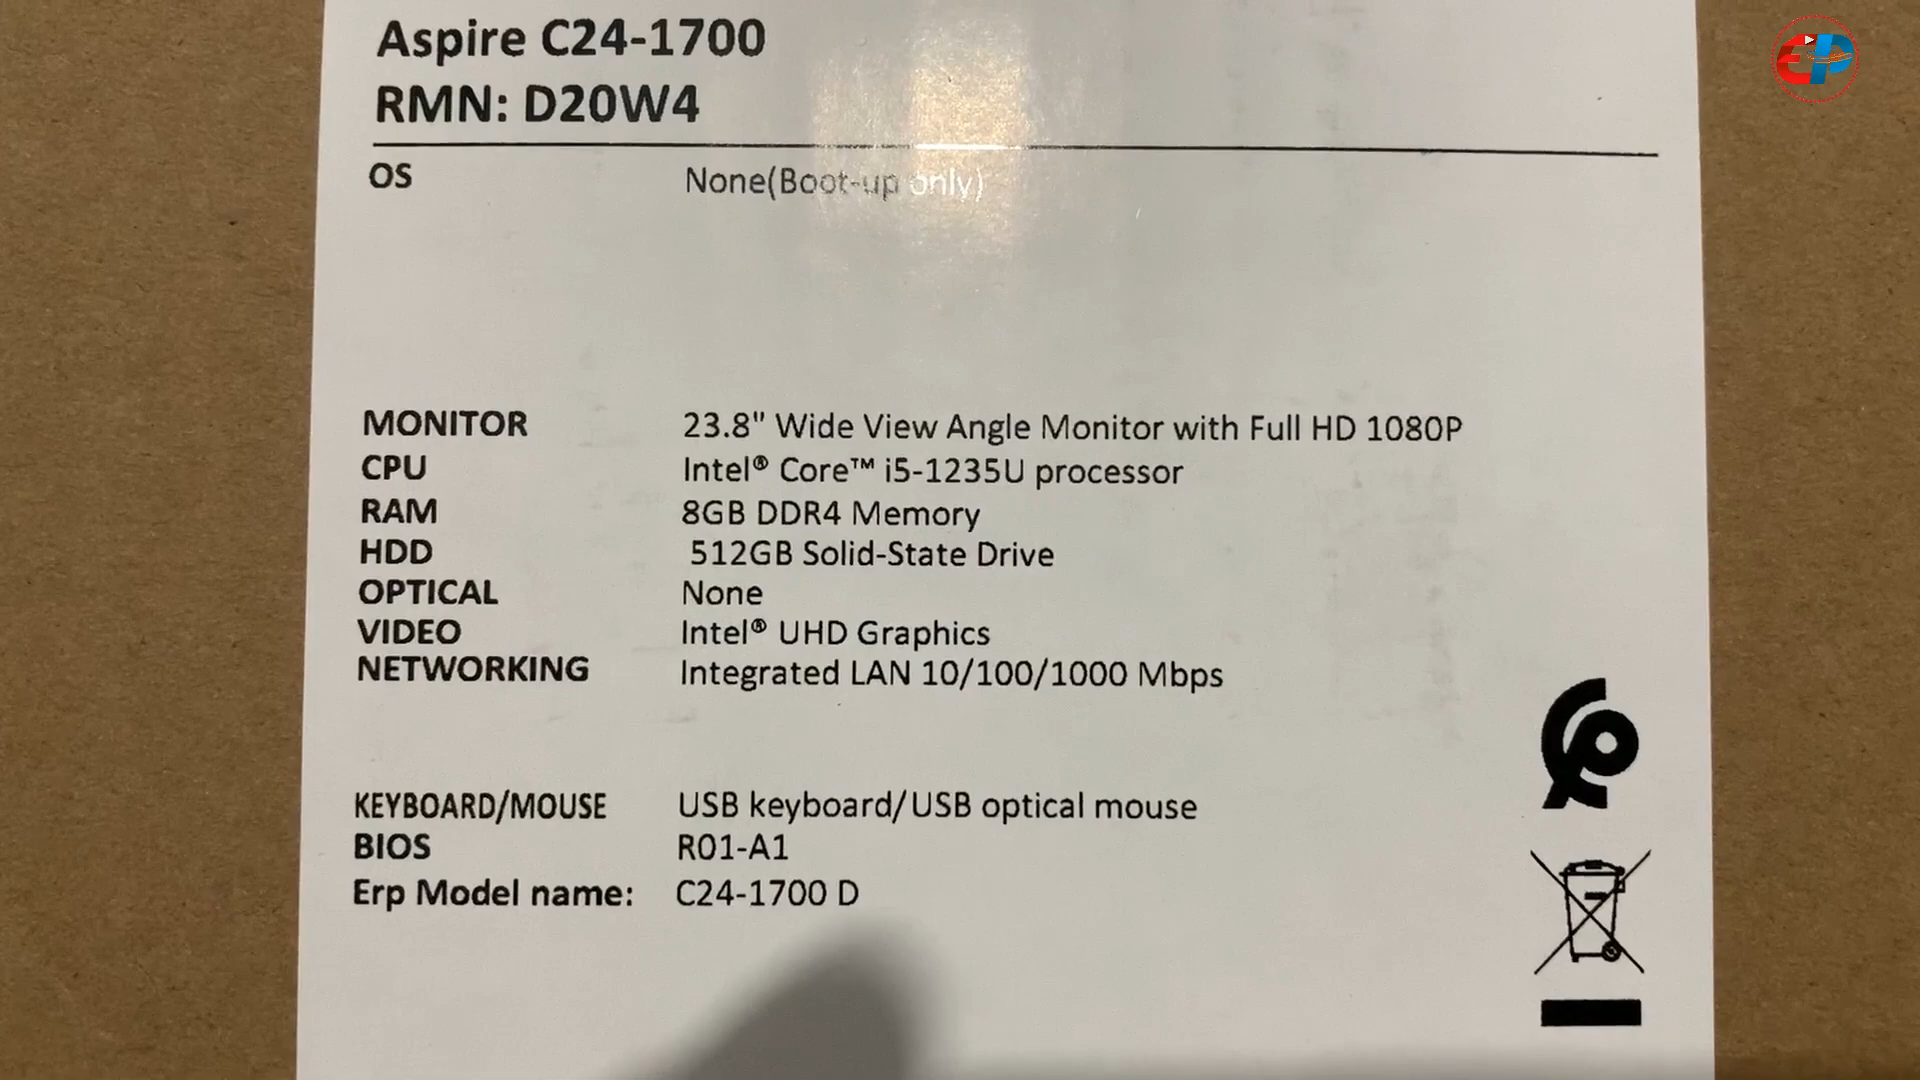 Aspire C24-1700
RMN: D20W4
OS None(Boot-up only)
MONITOR 23.8" Wide View Angle Monitor with Full HD 1080P
CPU Intel® Core™ i5-1235U processor
RAM 8GB DDR4 Memory
HDD 512GB Solid-State Drive
OPTICAL None
VIDEO Intel® UHD Graphics
NETWORKING Integrated LAN 10/100/1000 Mbps
KEYBOARD/MOUSE USB keyboard/USB optical mouse
BIOS R01-A1
Erp Model name: C24-1700 D
EP